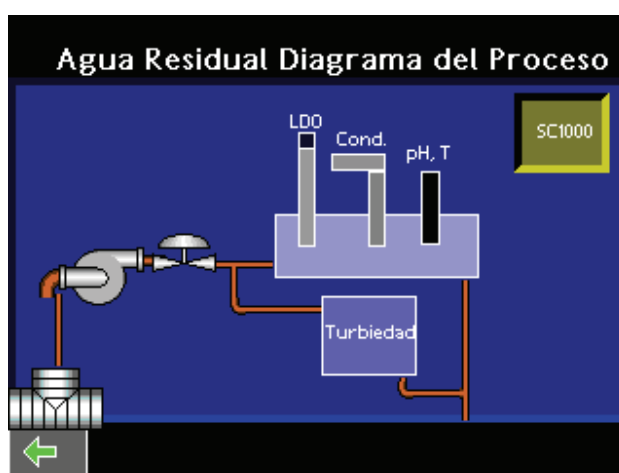 Agua Residual Diagrama del Proceso
LDO
Cond.
pH, T
SC1000
Turbiedad